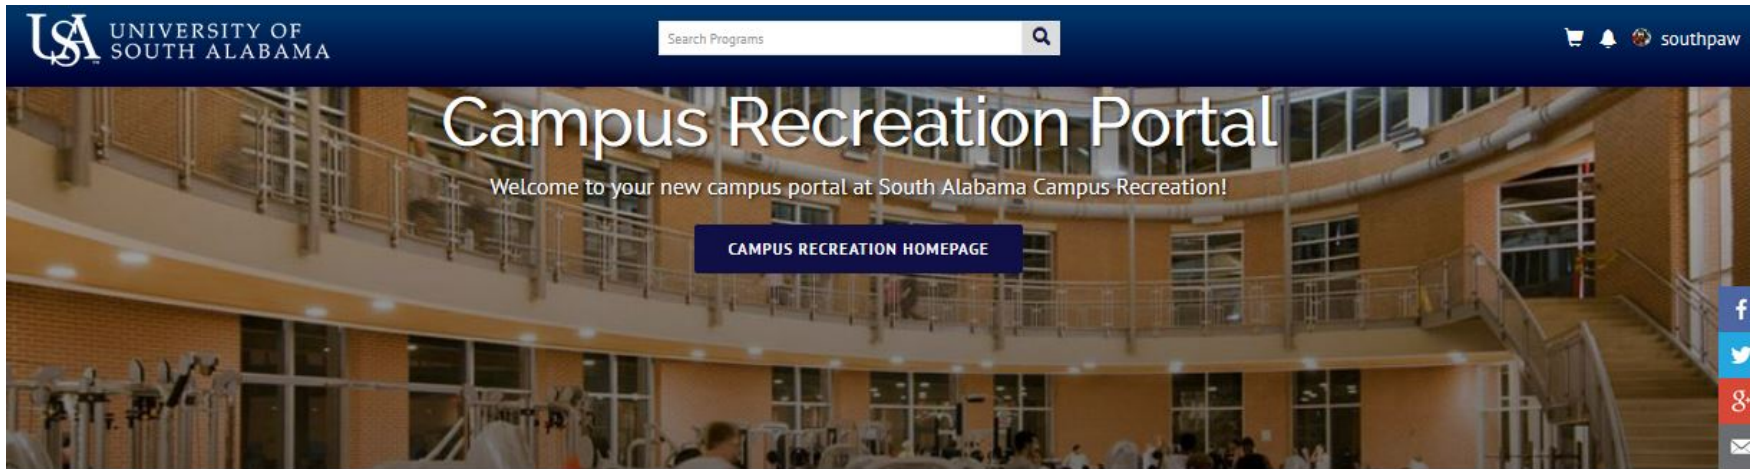 USA
UNIVERSITY OF
SOUTH ALABAMA
Search Programs
southpaw
Campus Recreation Portal
Welcome to your new campus portal at South Alabama Campus Recreation!
CAMPUS RECREATION HOMEPAGE